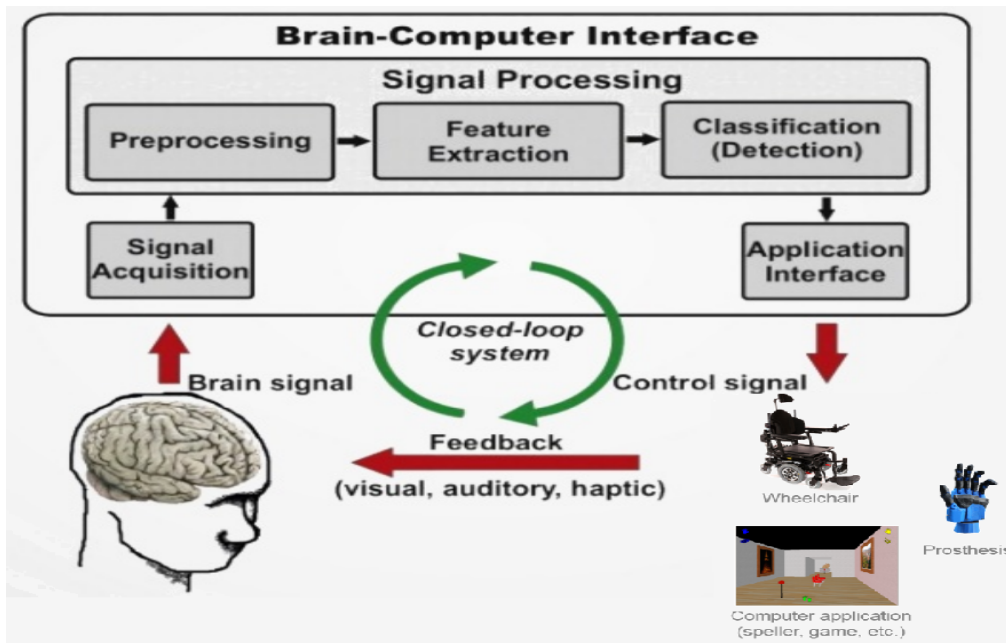 Brain-Computer Interface
Signal Processing
Preprocessing
Feature
Extraction
Classification
(Detection)
Signal
Acquisition
Application
Interface
Closed-loop
system
Brain signal
Control signal
Feedback
(visual, auditory, haptic)
Wheelchair
Prosthesis
Computer application
(speller, game, etc.)